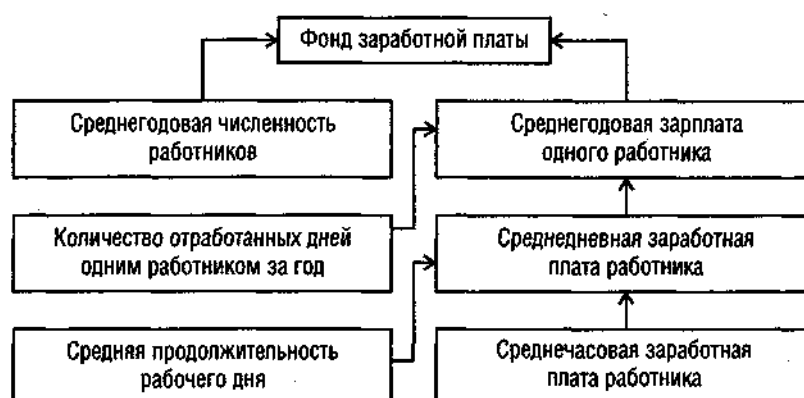 Фонд заработной платы
Среднегодовая численность
работников
Среднегодовая зарплата
одного работника
Количество отработанных дней
одним работником за год
Среднедневная заработная
плата работника
Средняя продолжительность
рабочего дня
Среднечасовая заработная
плата работника